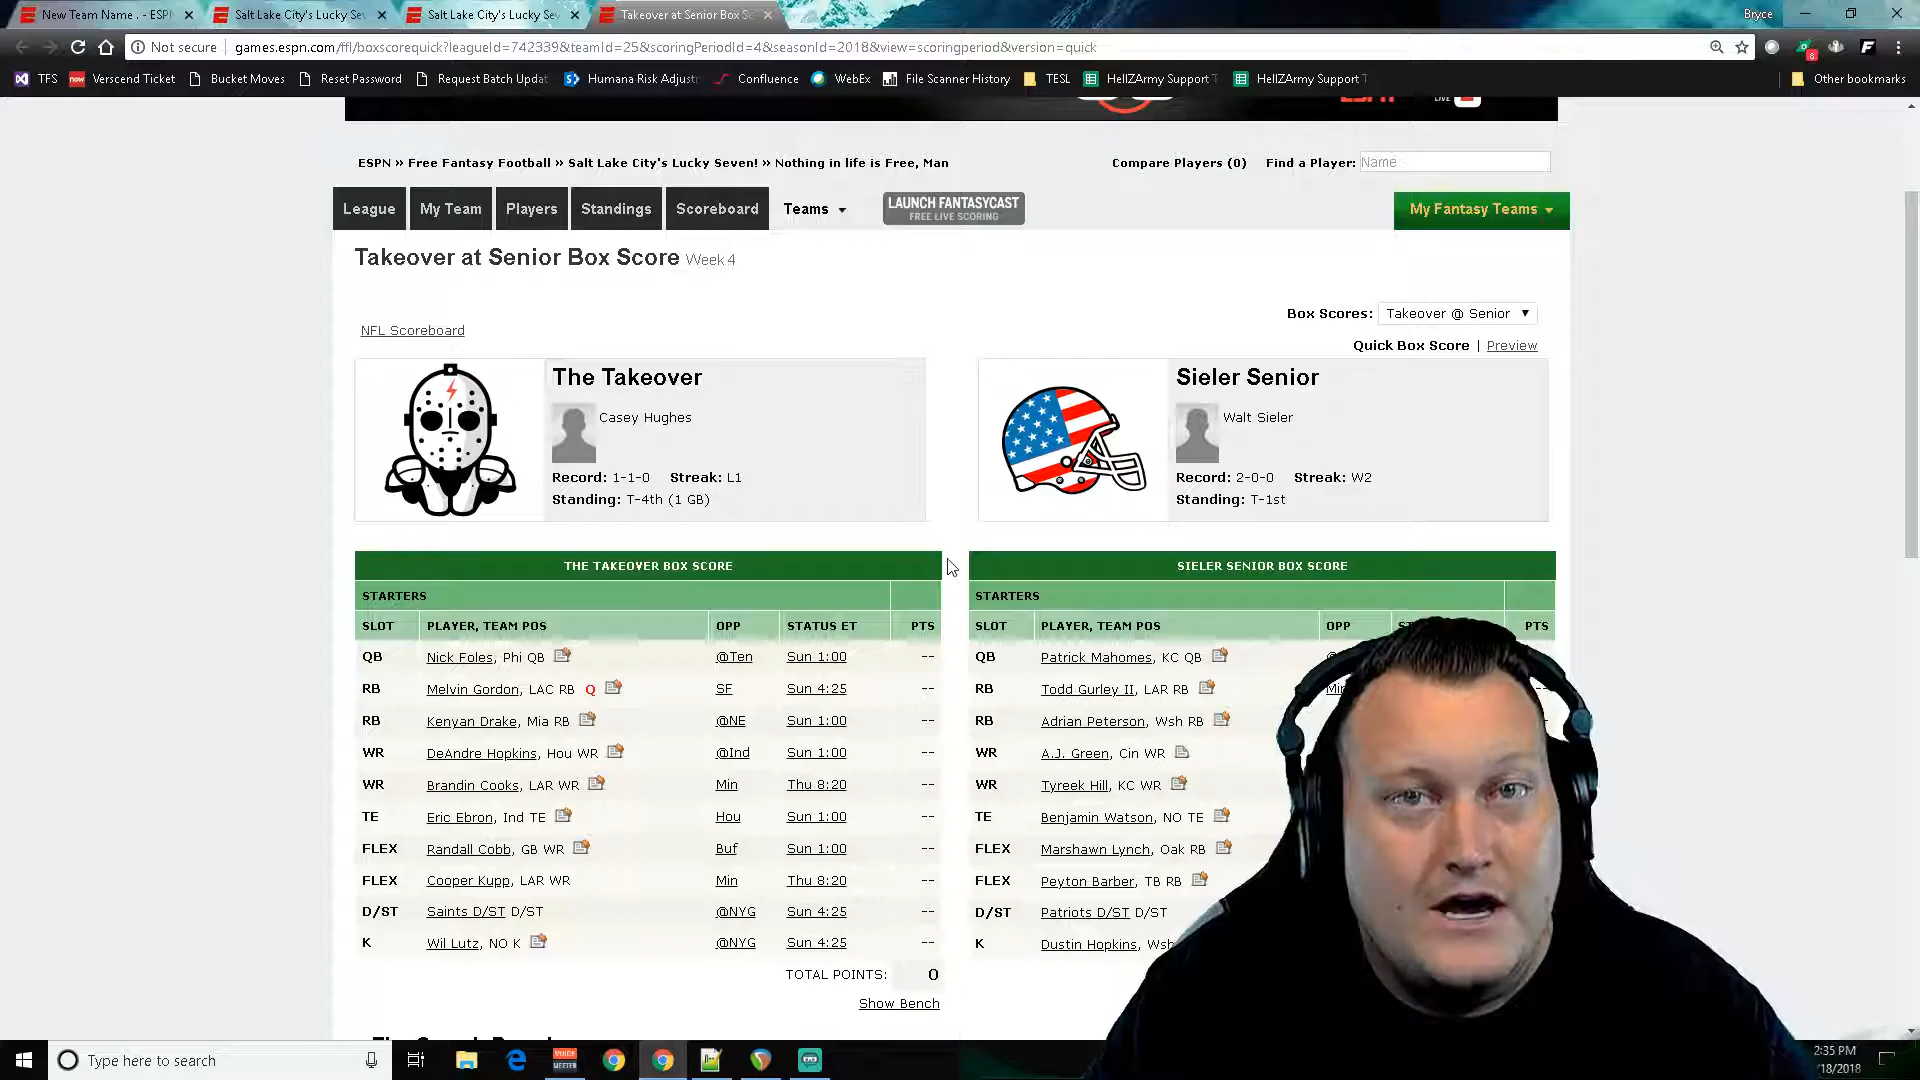 New Team Name . - ESP
Salt Lake City's Lucky Se
Salt Lake City's Lucky Se
Takeover at Senior Box Sc
Bryce
Not secure
games.espn.com/ffl/boxscorequick?leagueId=742339&teamId=25&scoringPeriodId=4&seasonId=2018&view=scoringperiod&version=quick
TFS
now
Verscend Ticket
Bucket Moves
Reset Password
Request Batch Updat
Humana Risk Adjust
Confluence
WebEx
File Scanner History
TESL
HellZArmy Support T
HellZArmy Support T
Other bookmarks
ESPN » Free Fantasy Football » Salt Lake City's Lucky Seven! » Nothing in life is Free, Man
Compare Players (0)
Find a Player:
Name
League
My Team
Players
Standings
Scoreboard
Teams
LAUNCH FANTASYCAST
FREE LIVE SCORING
My Fantasy Teams
Takeover at Senior Box Score Week 4
Box Scores: Takeover @ Senior
NFL Scoreboard
Quick Box Score | Preview
The Takeover
Casey Hughes
Record: 1-1-0 Streak: L1
Standing: T-4th (1 GB)
Sieler Senior
Walt Sieler
Record: 2-0-0 Streak: W2
Standing: T-1st
THE TAKEOVER BOX SCORE
STARTERS
SLOT PLAYER, TEAM POS OPP STATUS ET PTS
QB Nick Foles, Phi QB @Ten Sun 1:00 --
RB Melvin Gordon, LAC RB Q SF Sun 4:25 --
RB Kenyan Drake, Mia RB @NE Sun 1:00 --
WR DeAndre Hopkins, Hou WR @Ind Sun 1:00 --
WR Brandin Cooks, LAR WR Min Thu 8:20 --
TE Eric Ebron, Ind TE Hou Sun 1:00 --
FLEX Randall Cobb, GB WR Buf Sun 1:00 --
FLEX Cooper Kupp, LAR WR Min Thu 8:20 --
D/ST Saints D/ST D/ST @NYG Sun 4:25 --
K Wil Lutz, NO K @NYG Sun 4:25 --
TOTAL POINTS: 0
Show Bench
SIELER SENIOR BOX SCORE
STARTERS
SLOT PLAYER, TEAM POS OPP PTS
QB Patrick Mahomes, KC QB
RB Todd Gurley II, LAR RB Min --
RB Adrian Peterson, Wsh RB
WR A.J. Green, Cin WR
WR Tyreek Hill, KC WR
TE Benjamin Watson, NO TE
FLEX Marshawn Lynch, Oak RB
FLEX Peyton Barber, TB RB
D/ST Patriots D/ST D/ST
K Dustin Hopkins, Wsh
Type here to search
VOICE
MEETER
2:35 PM
/18/2018